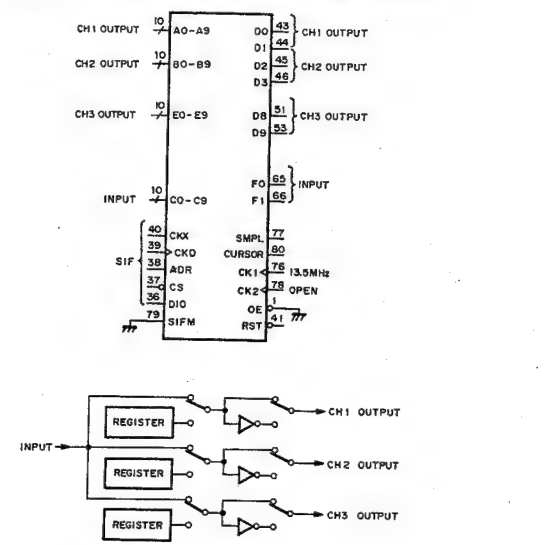 CH1 OUTPUT 10 A0-A9 D0 43 CH1 OUTPUT
D1 44
CH2 OUTPUT 10 B0-B9 D2 45 CH2 OUTPUT
D3 46
CH3 OUTPUT 10 E0-E9 D8 51 CH3 OUTPUT
D9 53
F0 65 INPUT
INPUT 10 C0-C9 F1 66
40 CKX SMPL 77
39 CKD CURSOR 80
SIF 38 ADR CK1 76 13.5MHz
37 CS CK2 78 OPEN
36 DIO OE 1
79 SIFM RST 41
CH1 OUTPUT
REGISTER
INPUT
CH2 OUTPUT
REGISTER
CH3 OUTPUT
REGISTER